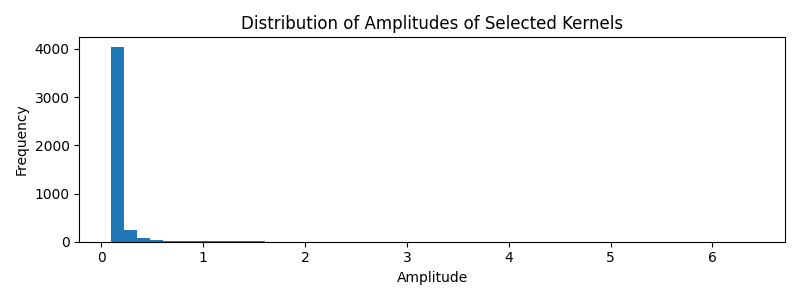 Distribution of Amplitudes of Selected Kernels
Frequency
4000
3000
2000
1000
0
0 1 2 3 4 5 6
Amplitude